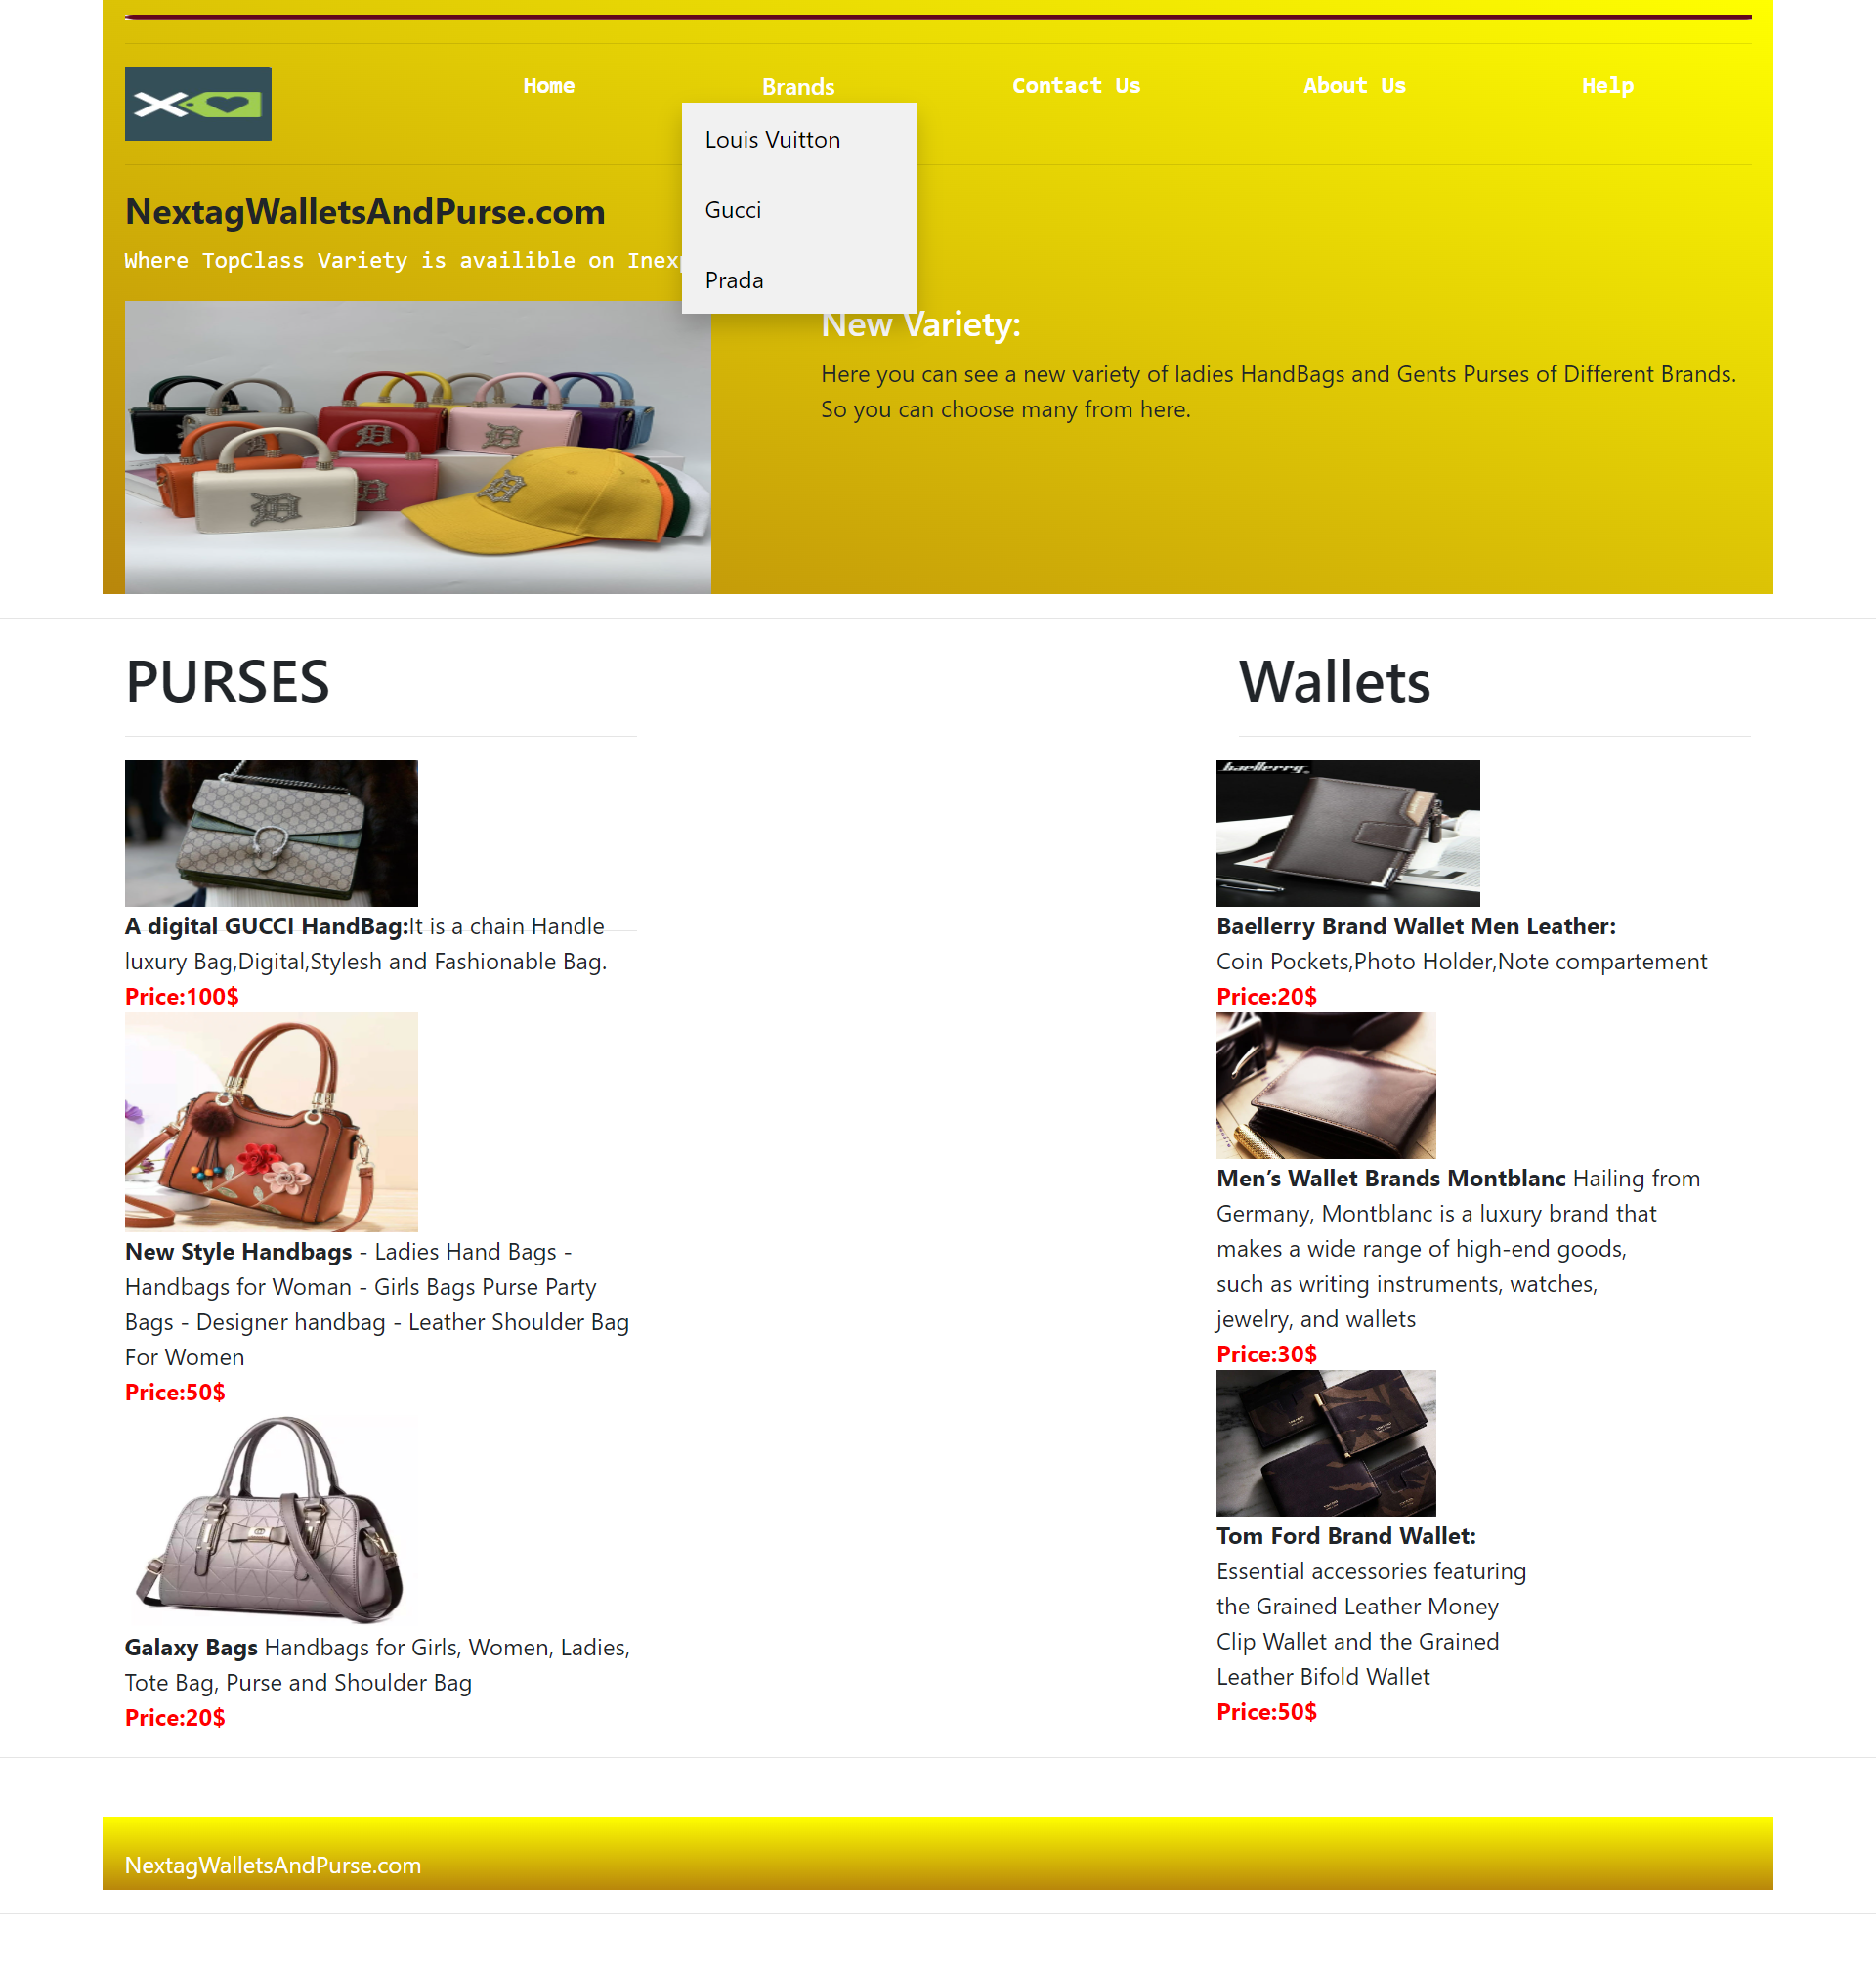 Home
Brands
Contact Us
About Us
Help
Louis Vuitton
Gucci
Prada
NextagWalletsAndPurse.com
Where TopClass Variety is availible on
New Variety:
Here you can see a new variety of ladies HandBags and Gents Purses of Different Brands.
So you can choose many from here.
PURSES
A digital GUCCI HandBag:It is a chain Handle
luxury Bag,Digital,Stylesh and Fashionable Bag.
Price:100$
New Style Handbags - Ladies Hand Bags -
Handbags for Woman - Girls Bags Purse Party
Bags - Designer handbag - Leather Shoulder Bag
For Women
Price:50$
Galaxy Bags Handbags for Girls, Women, Ladies,
Tote Bag, Purse and Shoulder Bag
Price:20$
Wallets
baellerry
Baellerry Brand Wallet Men Leather:
Coin Pockets,Photo Holder,Note compartement
Price:20$
Men’s Wallet Brands Montblanc Hailing from
Germany, Montblanc is a luxury brand that
makes a wide range of high-end goods,
such as writing instruments, watches,
jewelry, and wallets
Price:30$
Tom Ford Brand Wallet:
Essential accessories featuring
the Grained Leather Money
Clip Wallet and the Grained
Leather Bifold Wallet
Price:50$
NextagWalletsAndPurse.com